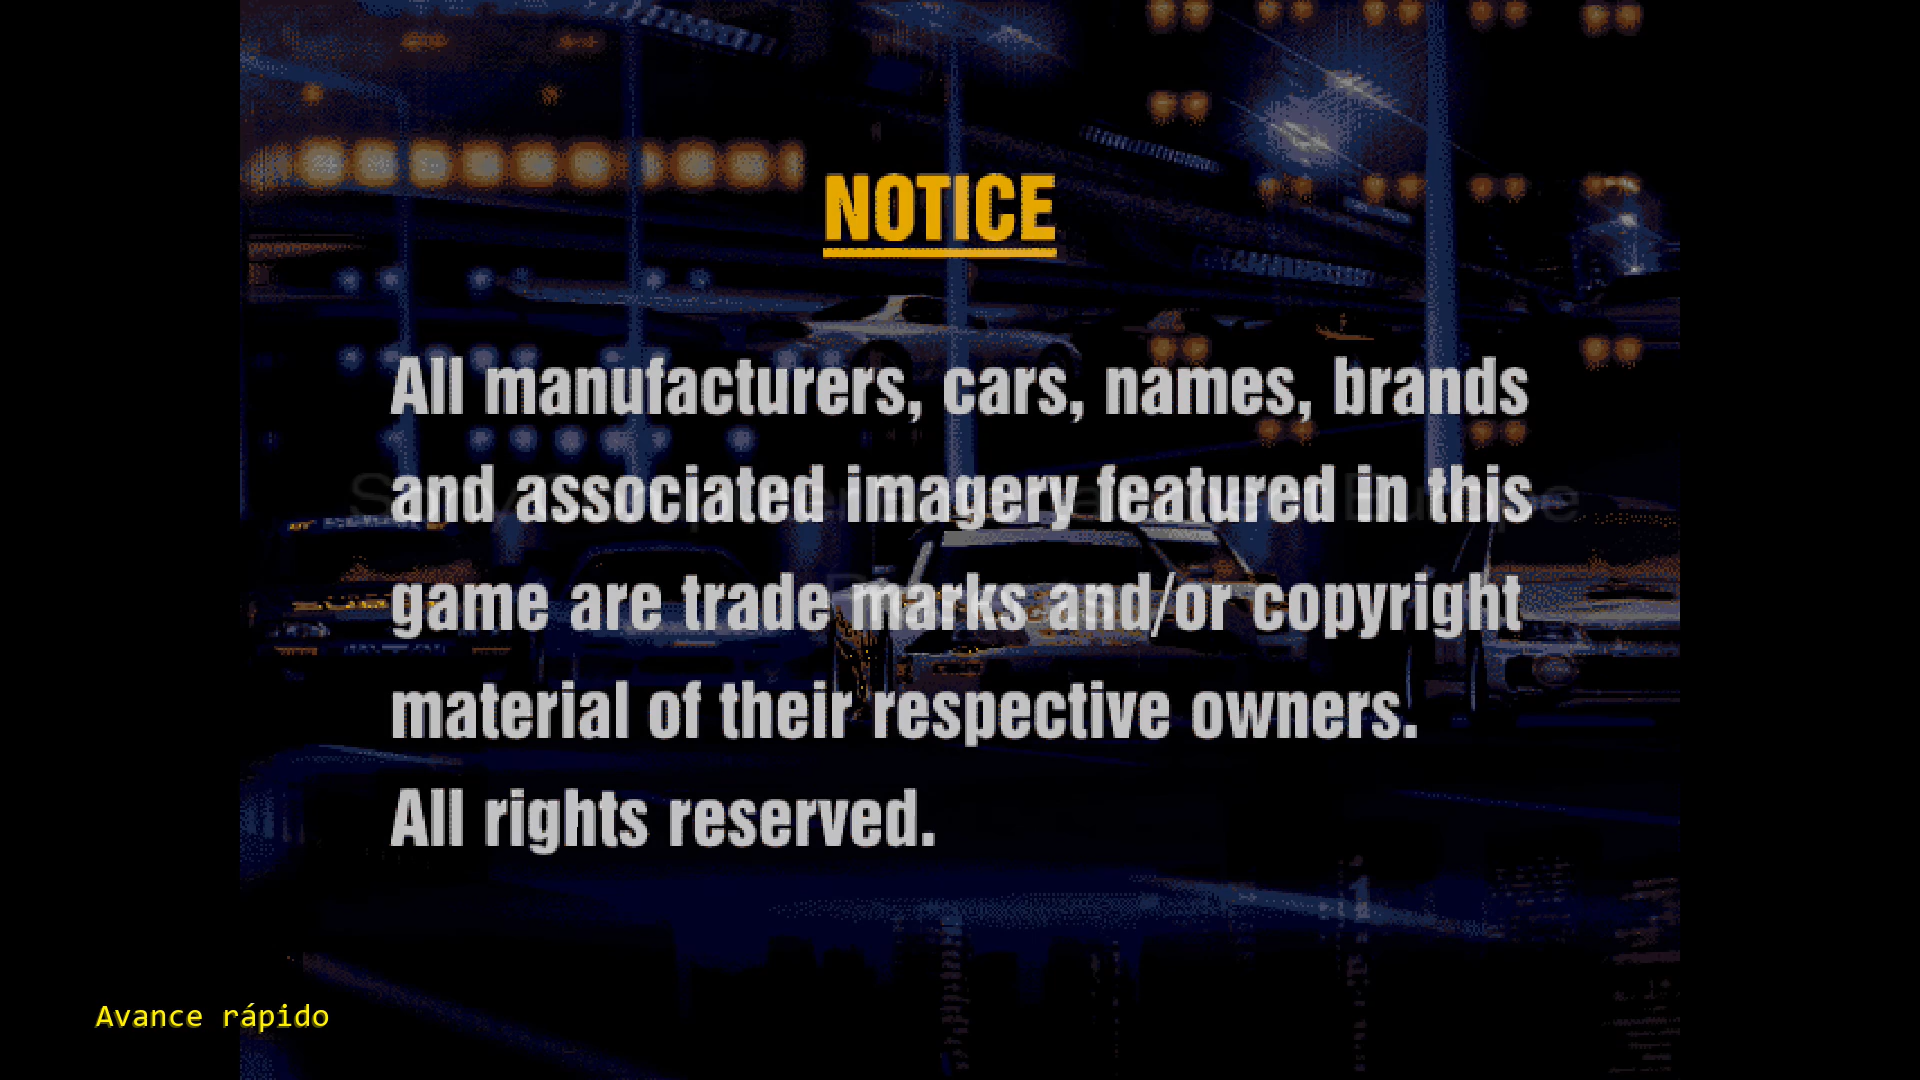 NOTICE
All manufacturers, cars, names, brands
and associated imagery featured in this
game are trade marks and/or copyright
material of their respective owners.
All rights reserved.
Avance rápido